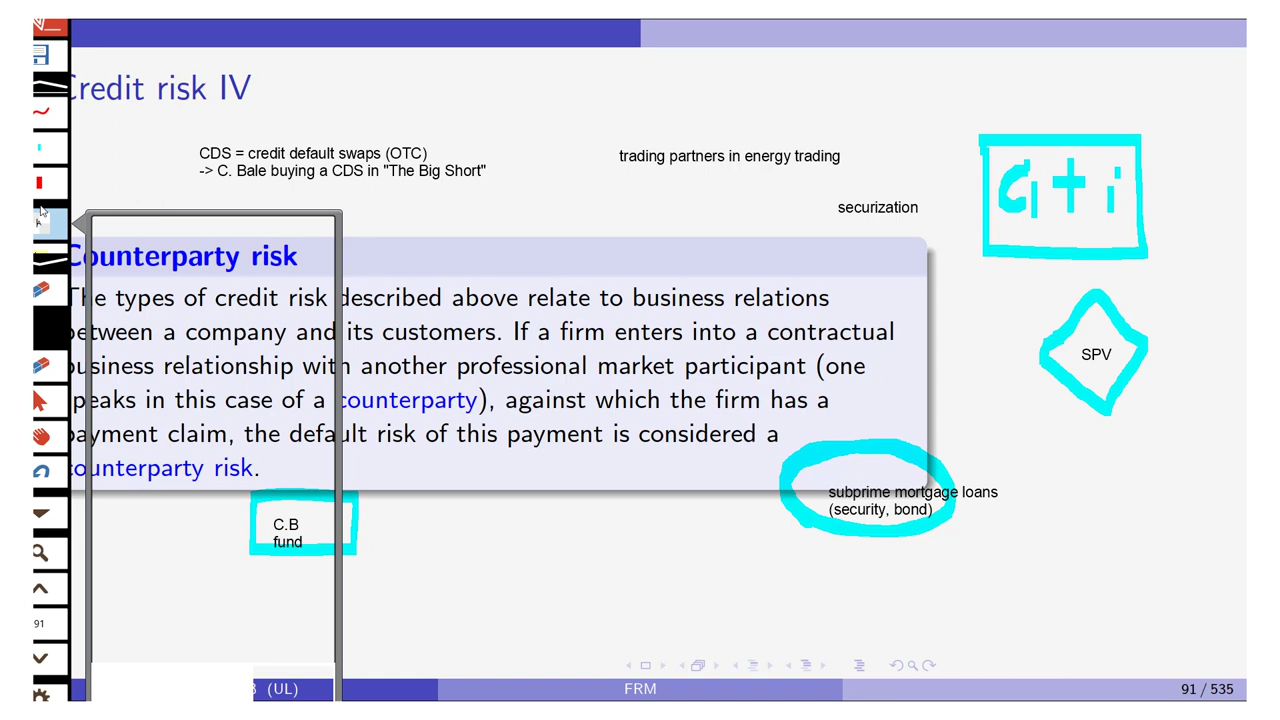 Credit risk IV
CDS = credit default swaps (OTC)
-> C. Bale buying a CDS in "The Big Short"
trading partners in energy trading
securization
Counterparty risk
The types of credit risk described above relate to business relations
between a company and its customers. If a firm enters into a contractual
business relationship with another professional market participant (one
speaks in this case of a counterparty), against which the firm has a
payment claim, the default risk of this payment is considered a
counterparty risk.
SPV
subprime mortgage loans
(security, bond)
C.B
fund
91
(UL)
FRM
91 / 535